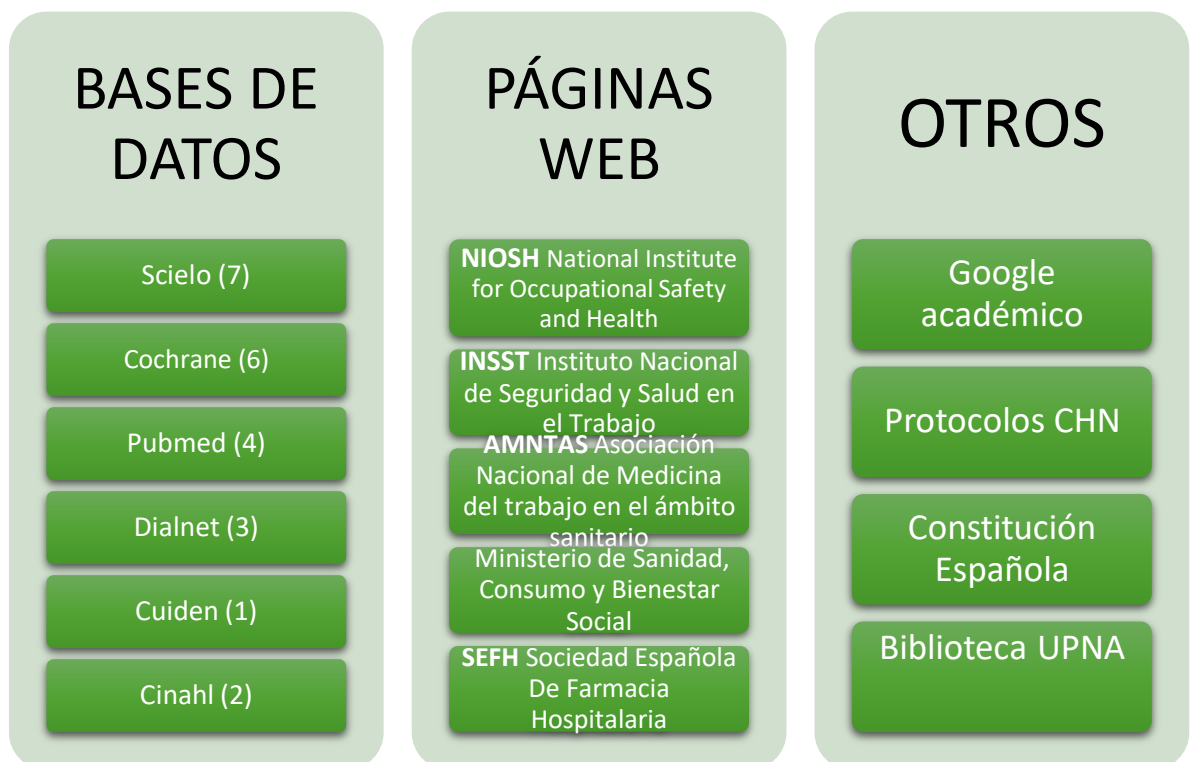 BASES DE
DATOS
Scielo (7)
Cochrane (6)
Pubmed (4)
Dialnet (3)
Cuiden (1)
Cinahl (2)
PÁGINAS
WEB
NIOSH National Institute
for Occupational Safety
and Health
INSST Instituto Nacional
de Seguridad y Salud en
el Trabajo
AMNTAS Asociación
Nacional de Medicina
del trabajo en el ámbito
sanitario
Ministerio de Sanidad,
Consumo y Bienestar
Social
SEFH Sociedad Española
De Farmacia
Hospitalaria
OTROS
Google
académico
Protocolos CHN
Constitución
Española
Biblioteca UPNA